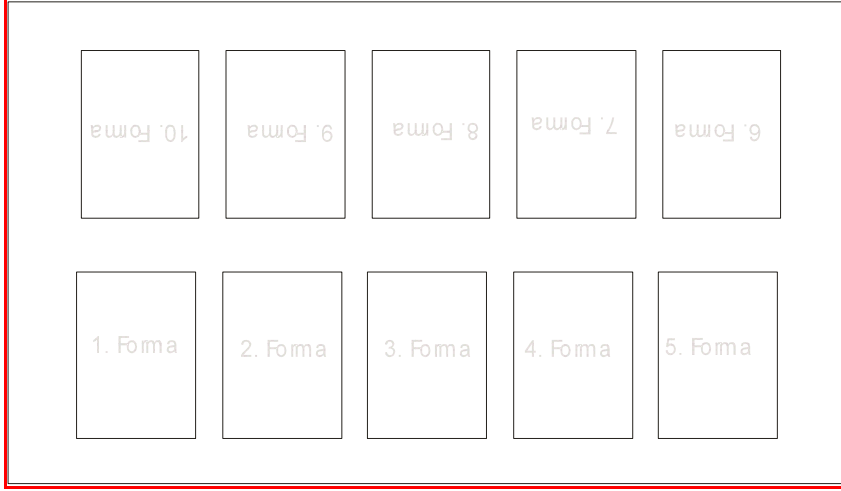 10. Forma
9. Forma
8. Forma
7. Forma
6. Forma
1. Forma
2. Forma
3. Forma
4. Forma
5. Forma